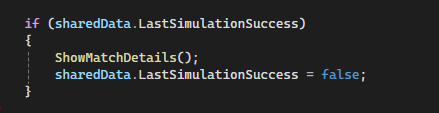 if (sharedData.LastSimulationSuccess)
{
    ShowMatchDetails();
    sharedData.LastSimulationSuccess = false;
}